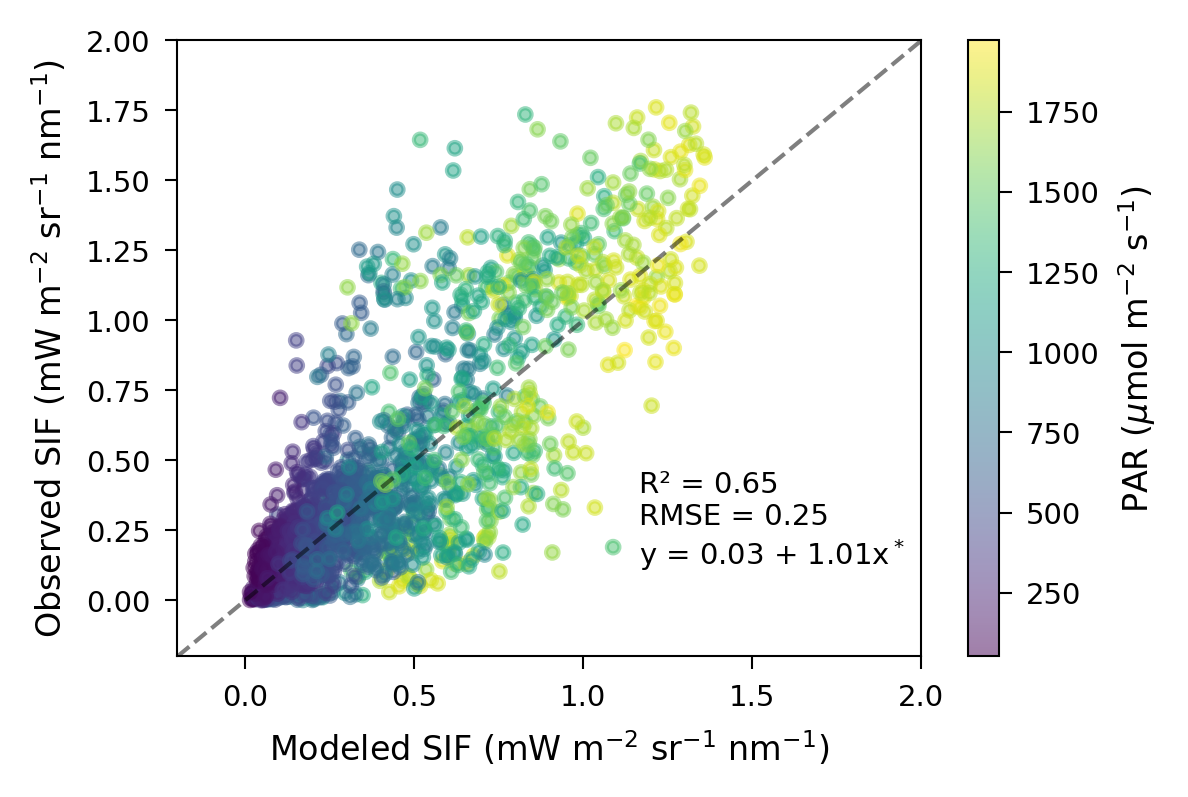 Observed SIF (mW m⁻² sr⁻¹ nm⁻¹)
2.00
1.75
1.50
1.25
1.00
0.75
0.50
0.25
0.00
R² = 0.65
RMSE = 0.25
y = 0.03 + 1.01x*
0.0 0.5 1.0 1.5 2.0
Modeled SIF (mW m⁻² sr⁻¹ nm⁻¹)
1750
1500
1250
1000
750
500
250
PAR (μmol m⁻² s⁻¹)